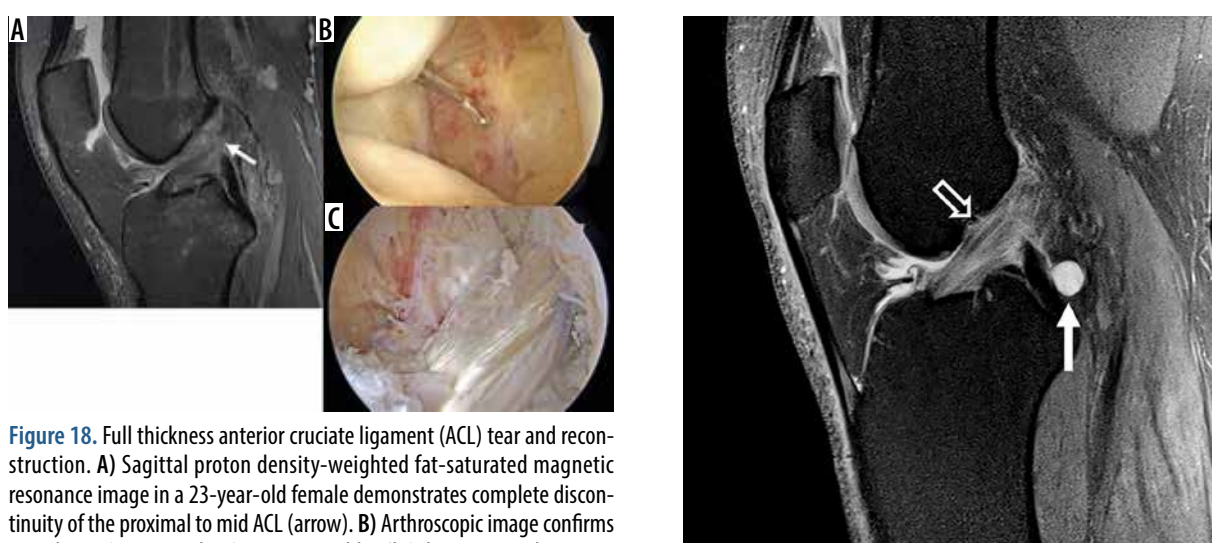 A
B
C
Figure 18. Full thickness anterior cruciate ligament (ACL) tear and recon-
struction. A) Sagittal proton density-weighted fat-saturated magnetic
resonance image in a 23-year-old female demonstrates complete discon-
tinuity of the proximal to mid ACL (arrow). B) Arthroscopic image confirms